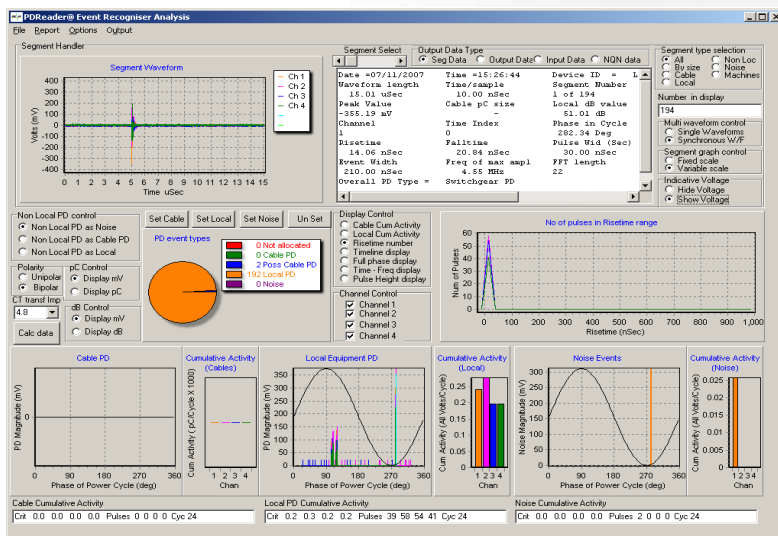 PDReader@ Event Recogniser Analysis
File Report Options Output
Segment Handler
Segment Waveform
Volts (mV)
400
300
200
100
0
-100
-200
-300
-400
0 1 2 3 4 5 6 7 8 9 10 11 12 13 14 15
Time uSec
Ch 1
Ch 2
Ch 3
Ch 4
Segment Select
Output Data Type
Seg Data Output Data Input Data NQN data
Date =07/11/2007 Time =15:26:44 Device ID = L
Waveform length Time/sample Segment Number
15.01 uSec 10.00 nSec 1 of 194
Peak Value Cable pC size Local dB value
-355.19 mV - 51.01 dB
Channel Time Index Phase in Cycle
1 0 282.34 Deg
Risetime Falltime Pulse Wid (Sec)
14.06 uSec 20.84 nSec 30.00 nSec
Event Width Freq of max ampl FFT length
210.00 nSec 4.55 MHz 22
Overall PD Type = Switchgear PD
Segment type selection
All Non Loc
By size Noise
Cable Machines
Local
Number in display
194
Multi waveform control
Single Waveforms
Synchronous W/F
Segment graph control
Fixed scale
Variable scale
Indicative Voltage
Hide Voltage
Show Voltage
Non Local PD control
Non Local PD as Noise
Non Local PD as Cable PD
Non Local PD as Local
Polarity
Unipolar
Bipolar
pC Control
Display mV
Display pC
CT transf Imp
4.8
Calc data
dB Control
Display mV
Display dB
Set Cable Set Local Set Noise Un Set
PD event types
0 Not allocated
0 Cable PD
2 Poss Cable PD
192 Local PD
0 Noise
Display Control
Cable Cum Activity
Local Cum Activity
Risetime number
Timeline display
Full phase display
Time - Freq display
Pulse Height display
Channel Control
Channel 1
Channel 2
Channel 3
Channel 4
No of pulses in Risetime range
Num of Pulses
60
50
40
30
20
10
0
0 100 200 300 400 500 600 700 800 900 1,000
Risetime (nSec)
Cable PD
PD Magnitude (mV)
0
0 90 180 270 360
Phase of Power Cycle (deg)
Cumulative Activity
(Cables)
Cum Activity ( pC/Cycle X 1000)
1 2 3 4
Chan
Local Equipment PD
PD Magnitude (mV)
350
300
250
200
150
100
50
0
0 90 180 270 360
Phase of Power Cycle (deg)
Cumulative Activity
(Local)
Cum Activity (All Volts/Cycle)
0.25
0.2
0.15
0.1
0.05
0
1 2 3 4
Chan
Noise Events
Noise Magnitude (mV)
300
250
200
150
100
50
0
0 90 180 270 360
Phase of Power Cycle (deg)
Cumulative Activity
(Noise)
Cum Activity (All Volts/Cycle)
0.025
0.02
0.015
0.01
0.005
0
1 2 3 4
Chan
Cable Cumulative Activity
Crit 0.0 0.0 0.0 0.0 Pulses 0 0 0 0 Cyc 24
Local PD Cumulative Activity
Crit 0.2 0.3 0.2 0.2 Pulses 39 58 54 41 Cyc 24
Noise Cumulative Activity
Crit 0.0 0.0 0.0 0.0 Pulses 2 0 0 0 Cyc 24